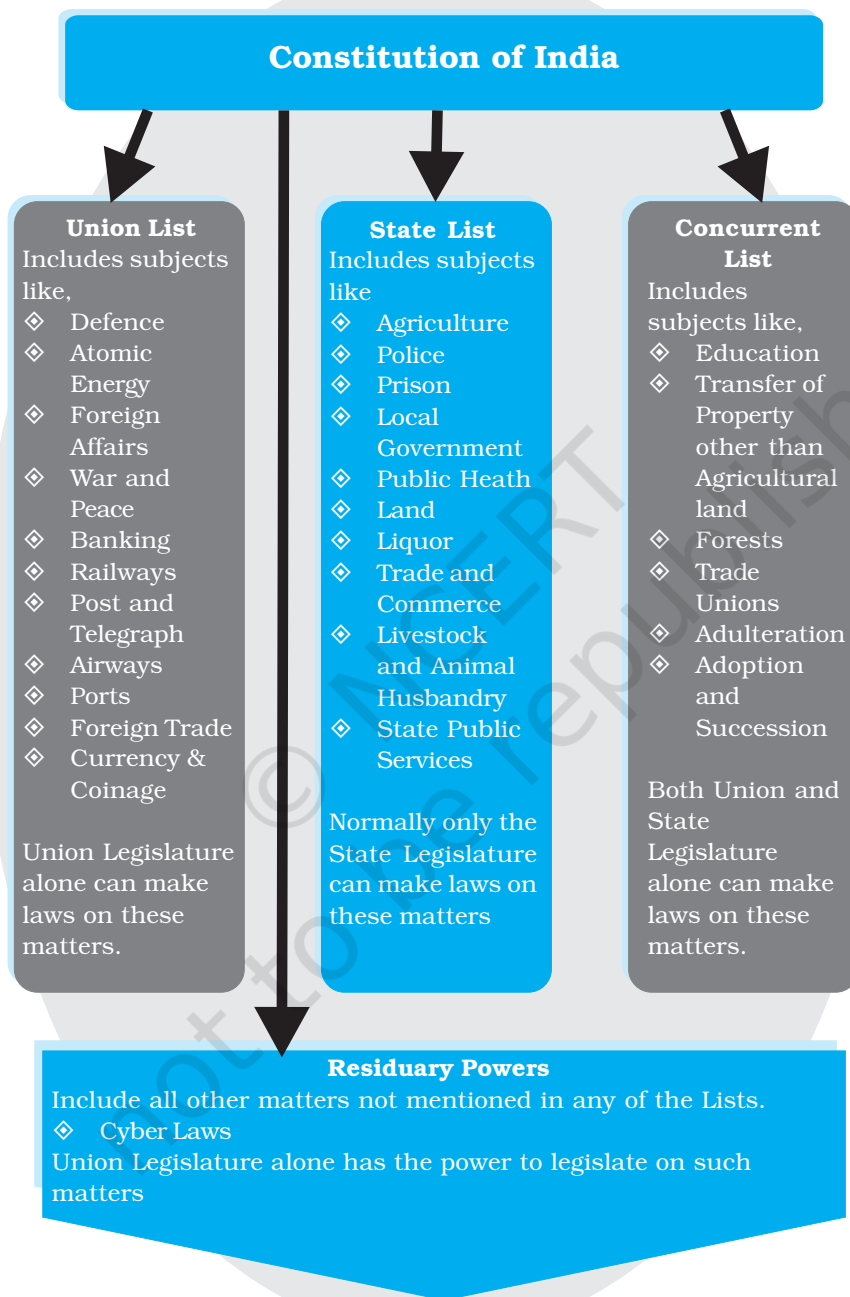 Constitution of India
Union List
Includes subjects
like,
Defence
Atomic
Energy
Foreign
Affairs
War and
Peace
Banking
Railways
Post and
Telegraph
Airways
Ports
Foreign Trade
Currency &
Coinage
Union Legislature
alone can make
laws on these
matters.
State List
Includes subjects
like
Agriculture
Police
Prison
Local
Government
Public Heath
Land
Liquor
Trade and
Commerce
Livestock
and Animal
Husbandry
State Public
Services
Normally only the
State Legislature
can make laws on
these matters
Concurrent
List
Includes
subjects like,
Education
Transfer of
Property
other than
Agricultural
land
Forests
Trade
Unions
Adulteration
Adoption
and
Succession
Both Union and
State
Legislature
alone can make
laws on these
matters.
Residuary Powers
Include all other matters not mentioned in any of the Lists.
Cyber Laws
Union Legislature alone has the power to legislate on such
matters
© NCERT
not to be republish